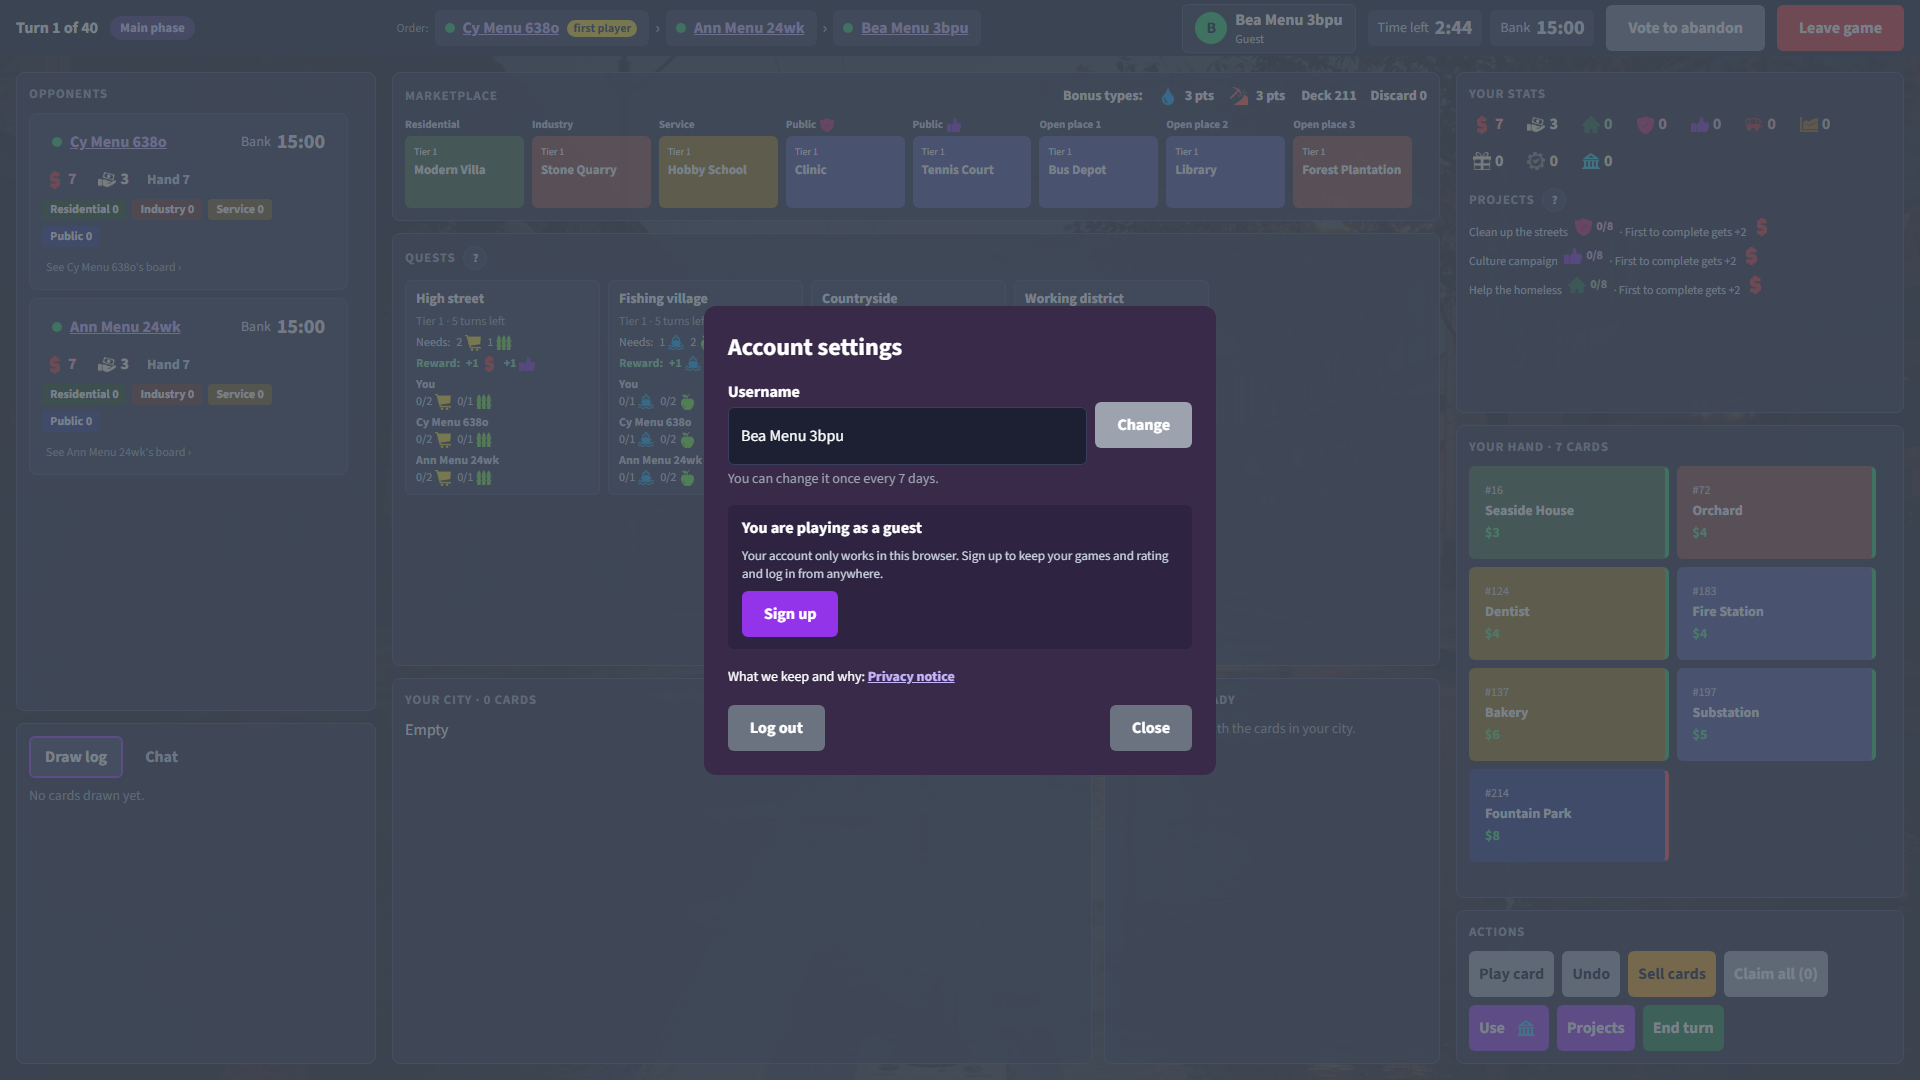 Turn 1 of 40 Main phase
Order: Cy Menu 638o first player › Ann Menu 24wk › Bea Menu 3bpu
B Bea Menu 3bpu
Guest
Time left 2:44 Bank 15:00 Vote to abandon Leave game
OPPONENTS
Cy Menu 638o Bank 15:00
7 3 Hand 7
Residential 0 Industry 0 Service 0
Public 0
See Cy Menu 638o's board ›
Ann Menu 24wk Bank 15:00
7 3 Hand 7
Residential 0 Industry 0 Service 0
Public 0
See Ann Menu 24wk's board ›
Draw log Chat
No cards drawn yet.
MARKETPLACE
Bonus types: 3 pts 3 pts Deck 211 Discard 0
Residential Industry Service Public Public Open place 1 Open place 2 Open place 3
Tier 1 Tier 1 Tier 1 Tier 1 Tier 1 Tier 1 Tier 1 Tier 1
Modern Villa Stone Quarry Hobby School Clinic Tennis Court Bus Depot Library Forest Plantation
QUESTS ?
High street
Tier 1 · 5 turns left
Needs: 2 1
Reward: +1 +1
You
0/2 0/1
Cy Menu 638o
0/2 0/1
Ann Menu 24wk
0/2 0/1
Fishing village
Tier 1 · 5 turns lef
Needs: 1 2
Reward: +1
You
0/1 0/2
Cy Menu 638o
0/1 0/2
Ann Menu 24wk
0/1 0/2
Countryside
Working district
Account settings
Username
Bea Menu 3bpu
Change
You can change it once every 7 days.
You are playing as a guest
Your account only works in this browser. Sign up to keep your games and rating
and log in from anywhere.
Sign up
What we keep and why: Privacy notice
Log out Close
YOUR CITY · 0 CARDS
Empty
th the cards in your city.
YOUR STATS
7 3 0 0 0 0 0
0 0 0
PROJECTS ?
Clean up the streets 0/8 · First to complete gets +2
Culture campaign 0/8 · First to complete gets +2
Help the homeless 0/8 · First to complete gets +2
YOUR HAND · 7 CARDS
#16
Seaside House
$3
#72
Orchard
$4
#124
Dentist
$4
#183
Fire Station
$4
#137
Bakery
$6
#197
Substation
$5
#214
Fountain Park
$8
ACTIONS
Play card Undo Sell cards Claim all (0)
Use Projects End turn